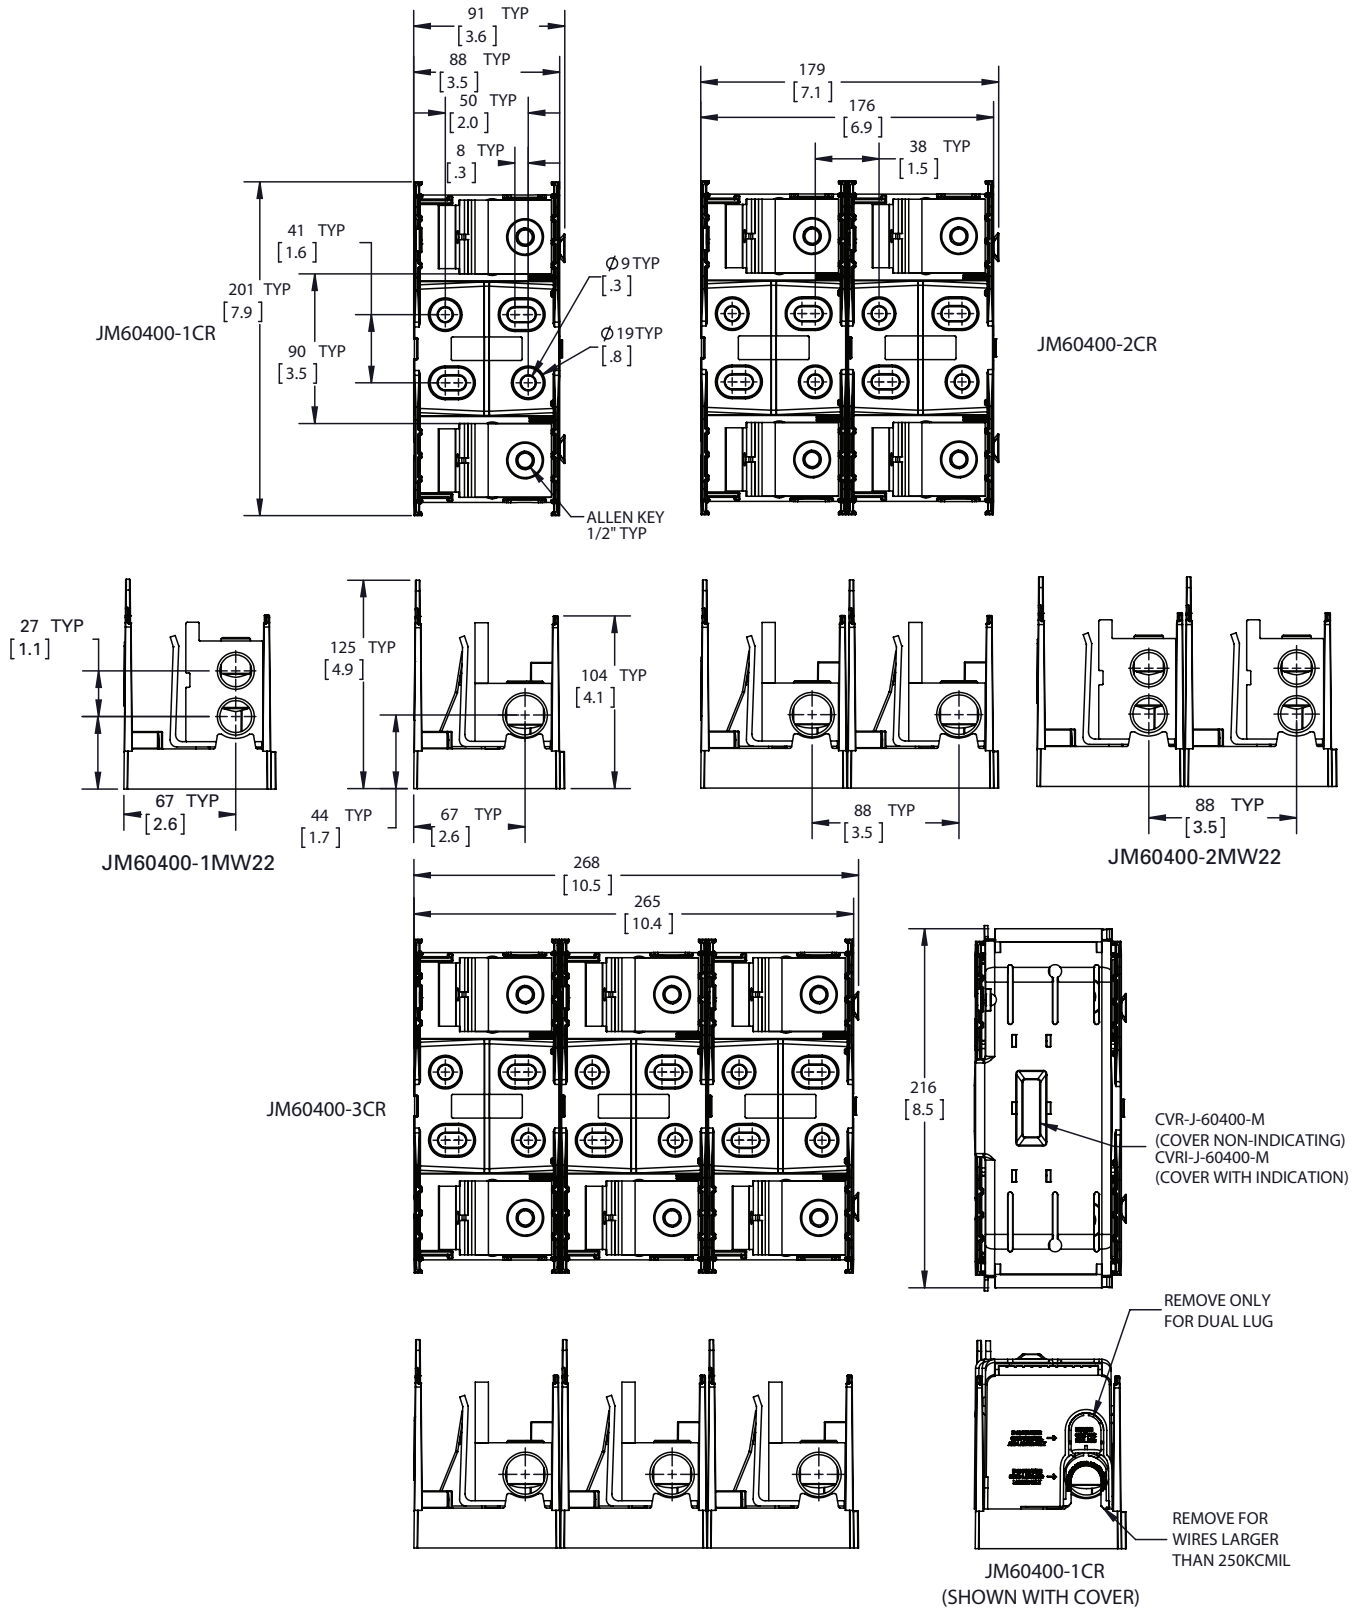 91 TYP
[3.6]
88 TYP
[3.5]
50 TYP
[2.0]
8 TYP
[.3]
41 TYP
[1.6]
201 TYP
[7.9]
90 TYP
[3.5]
JM60400-1CR
Ø9 TYP
[.3]
Ø19 TYP
[.8]
ALLEN KEY
1/2" TYP
179
[7.1]
176
[6.9]
38 TYP
[1.5]
JM60400-2CR
27 TYP
[1.1]
67 TYP
[2.6]
JM60400-1MW22
125 TYP
[4.9]
104 TYP
[4.1]
44 TYP
[1.7]
67 TYP
[2.6]
88 TYP
[3.5]
88 TYP
[3.5]
JM60400-2MW22
268
[10.5]
265
[10.4]
JM60400-3CR
216
[8.5]
CVR-J-60400-M
(COVER NON-INDICATING)
CVRI-J-60400-M
(COVER WITH INDICATION)
REMOVE ONLY
FOR DUAL LUG
REMOVE FOR
WIRES LARGER
THAN 250KCMIL
JM60400-1CR
(SHOWN WITH COVER)